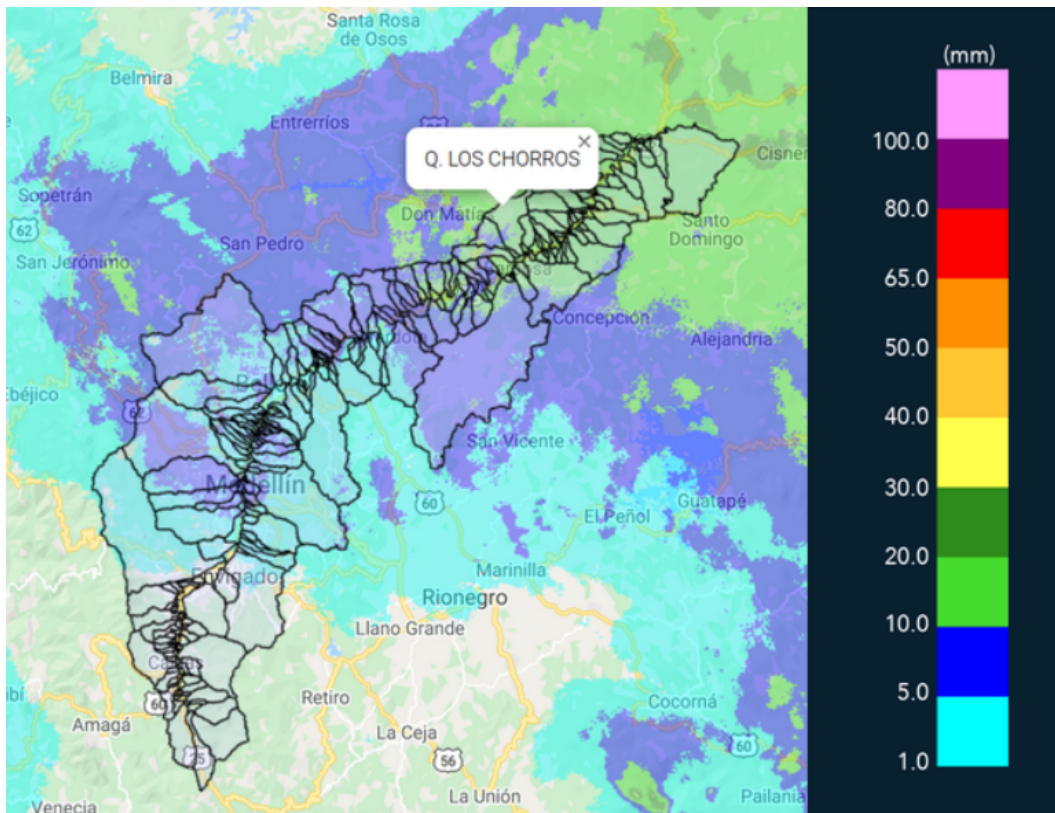 Santa Rosa
de Osos
Belmira
(mm)
Entrerríos
25
100.0
Q. LOS CHORROS
×
Cisner
Sopetrán
80.0
Don Matía
62
Santo
Domingo
San Pedro
San Jerónimo
65.0
Concepción
Alejandría
50.0
Ebéjico
62
40.0
San Vicente
Medellín
30.0
60
Guatapé
El Peñol
20.0
Marinilla
Envigado
Rionegro
10.0
Llano Grande
Caldas
5.0
60
Retiro
Cocorná
Amagá
La Ceja
60
25
56
1.0
La Unión
Pailania
Venecia